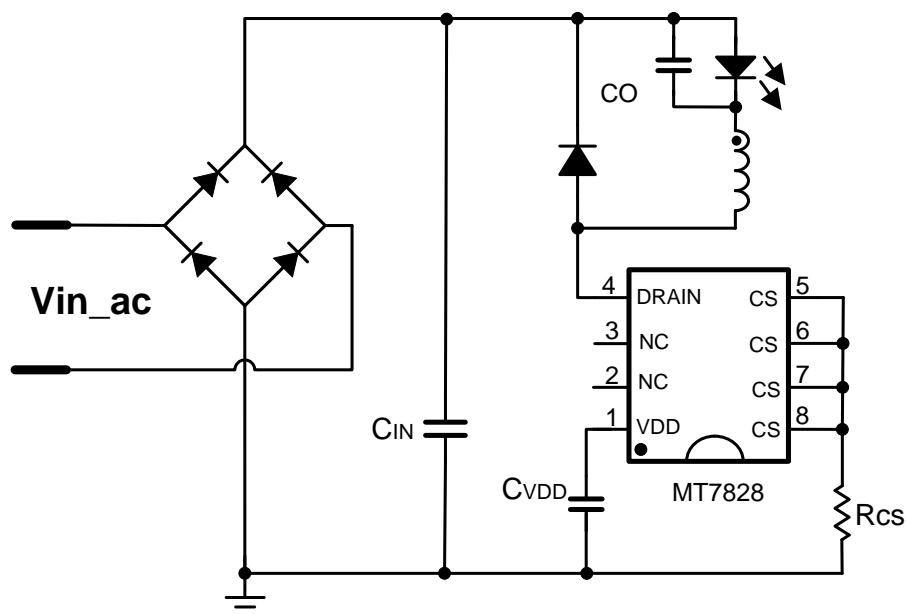 CO
Vin_ac
4 DRAIN CS 5
3 NC CS 6
2 NC CS 7
1 VDD CS 8
CIN
CVDD
MT7828
Rcs